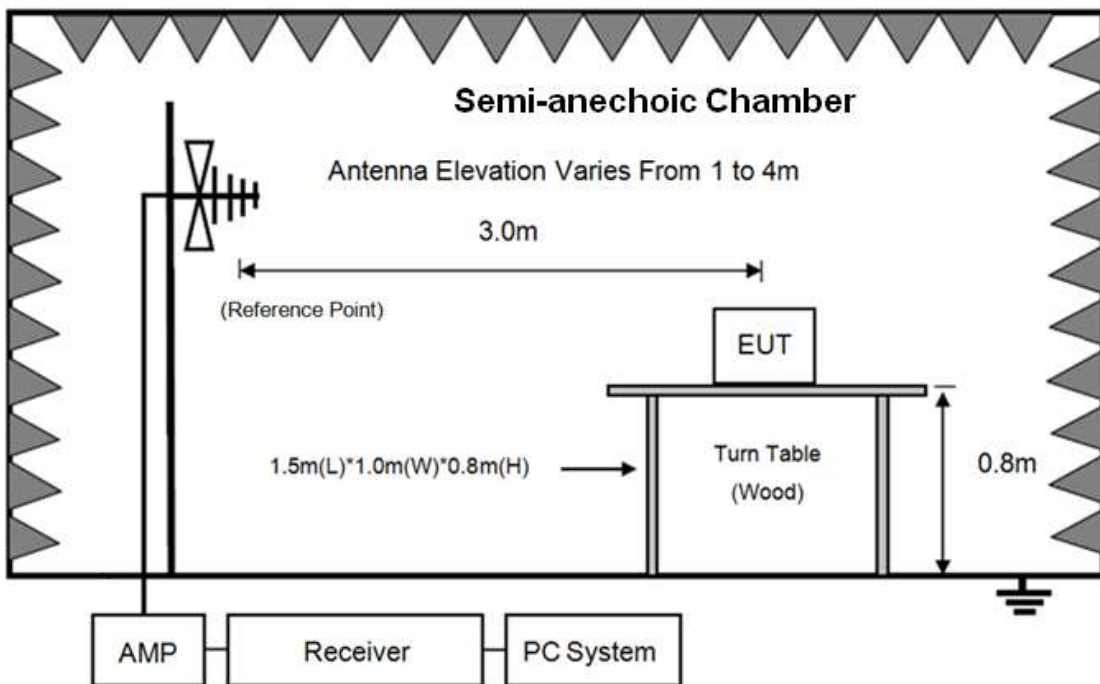 Semi-anechoic Chamber
Antenna Elevation Varies From 1 to 4m
3.0m
(Reference Point)
EUT
1.5m(L)*1.0m(W)*0.8m(H)
Turn Table
(Wood)
0.8m
AMP
Receiver
PC System